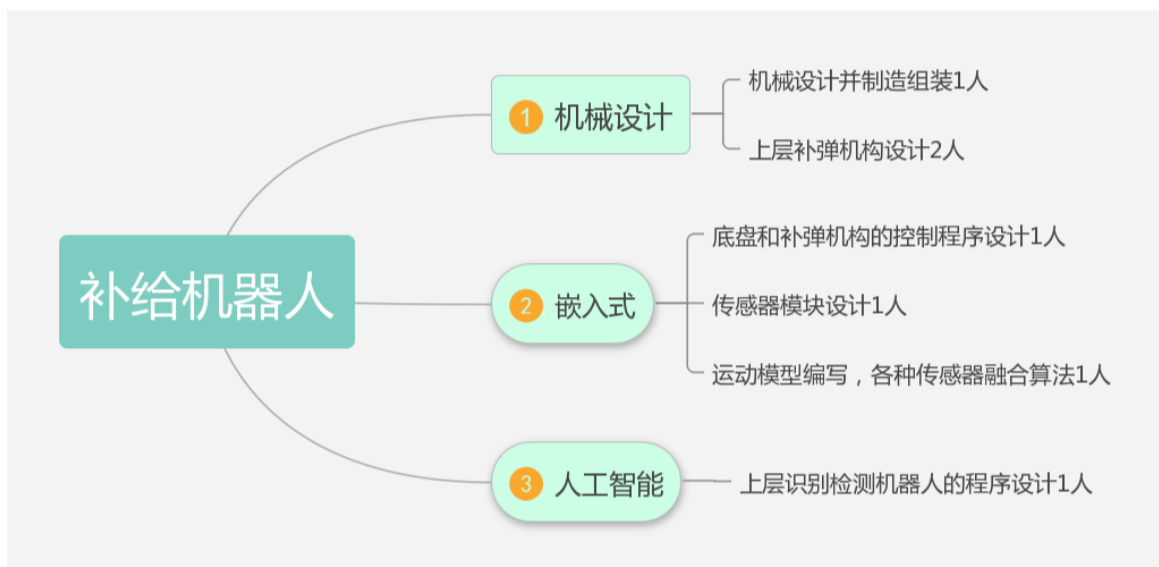 补给机器人
1 机械设计
机械设计并制造组装1人
上层补弹机构设计2人
2 嵌入式
底盘和补弹机构的控制程序设计1人
传感器模块设计1人
运动模型编写，各种传感器融合算法1人
3 人工智能
上层识别检测机器人的程序设计1人